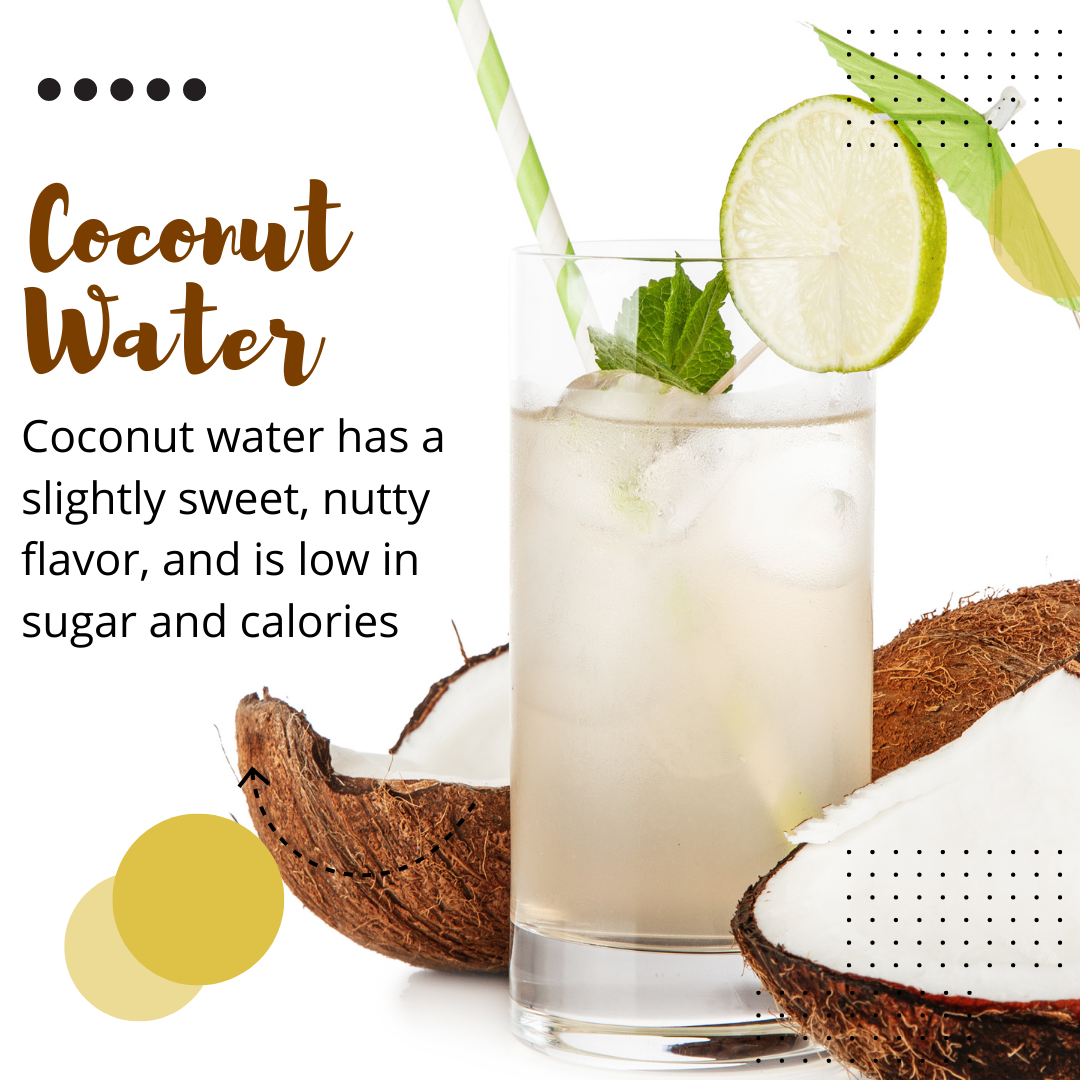 Coconut
Water
Coconut water has a
slightly sweet, nutty
flavor, and is low in
sugar and calories